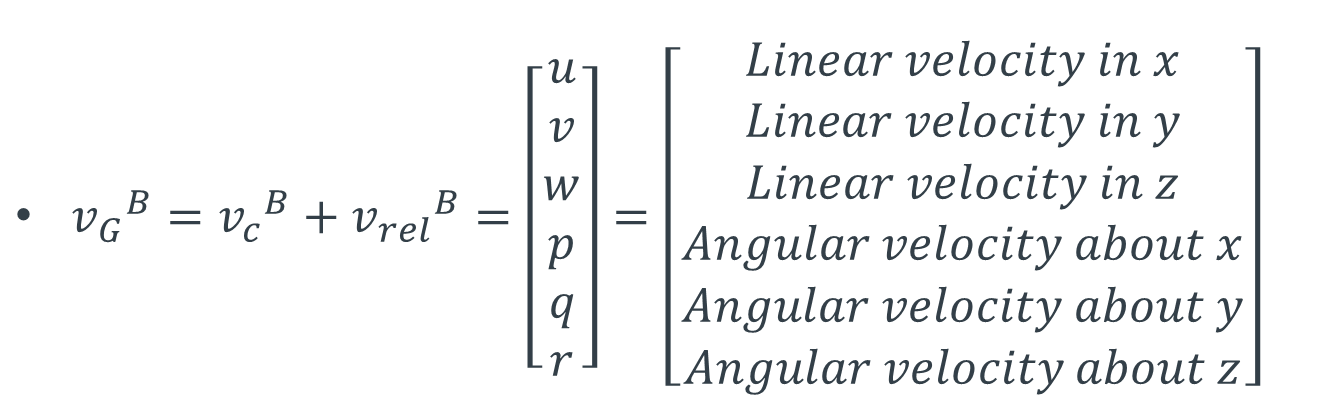 • v_G^B = v_c^B + v_rel^B = [u v w p q r] = [Linear velocity in x
Linear velocity in y
Linear velocity in z
Angular velocity about x
Angular velocity about y
Angular velocity about z]